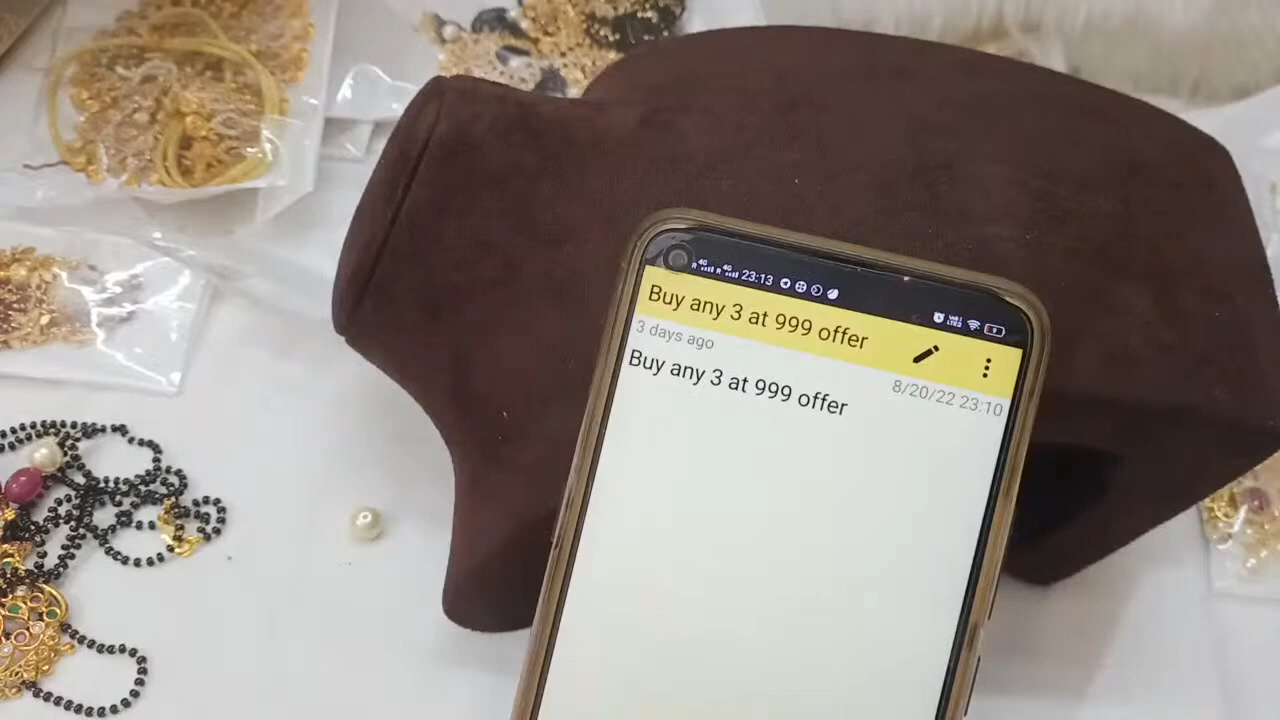 23:13
Buy any 3 at 999 offer
3 days ago
8/20/22 23:10
Buy any 3 at 999 offer